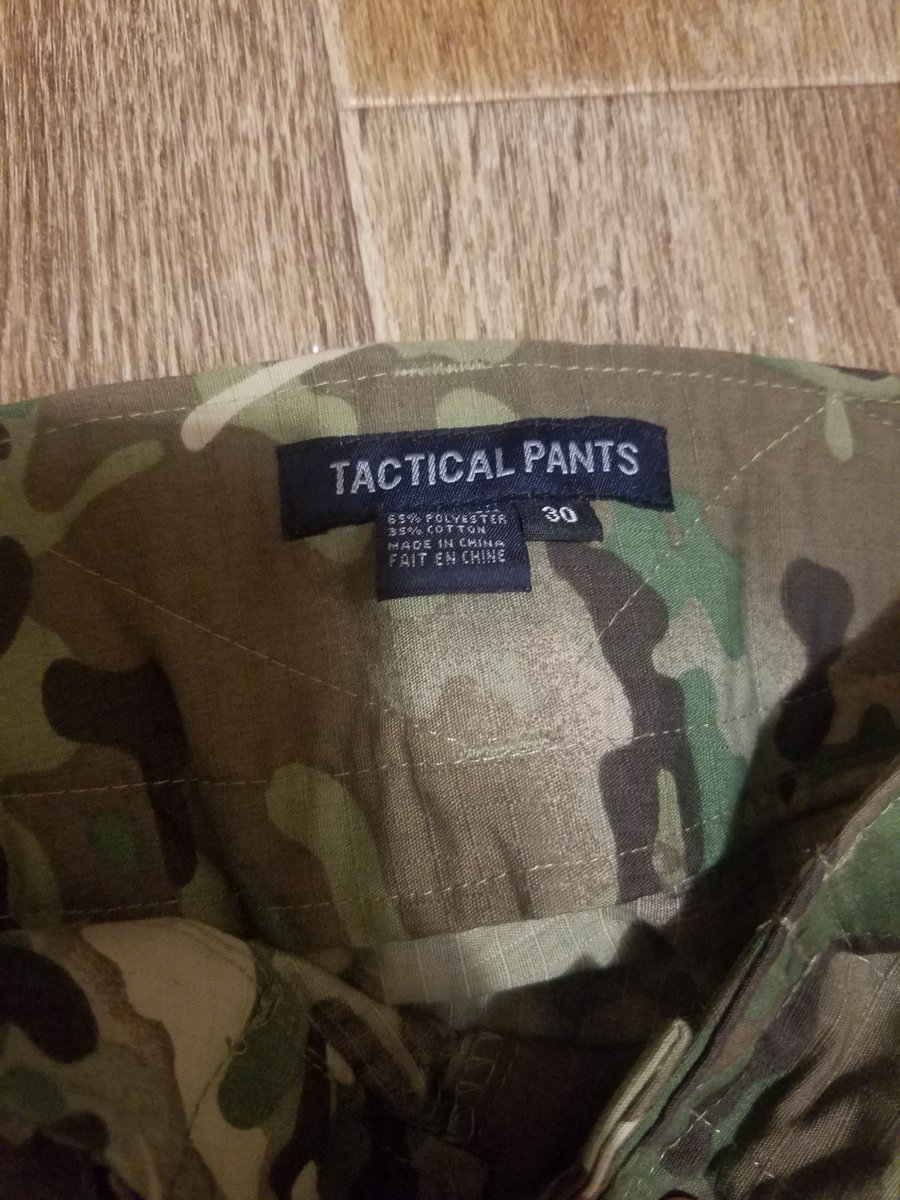 TACTICAL PANTS
30
65% POLYESTER
35% COTTON
MADE IN CHINA
FAIT EN CHINE